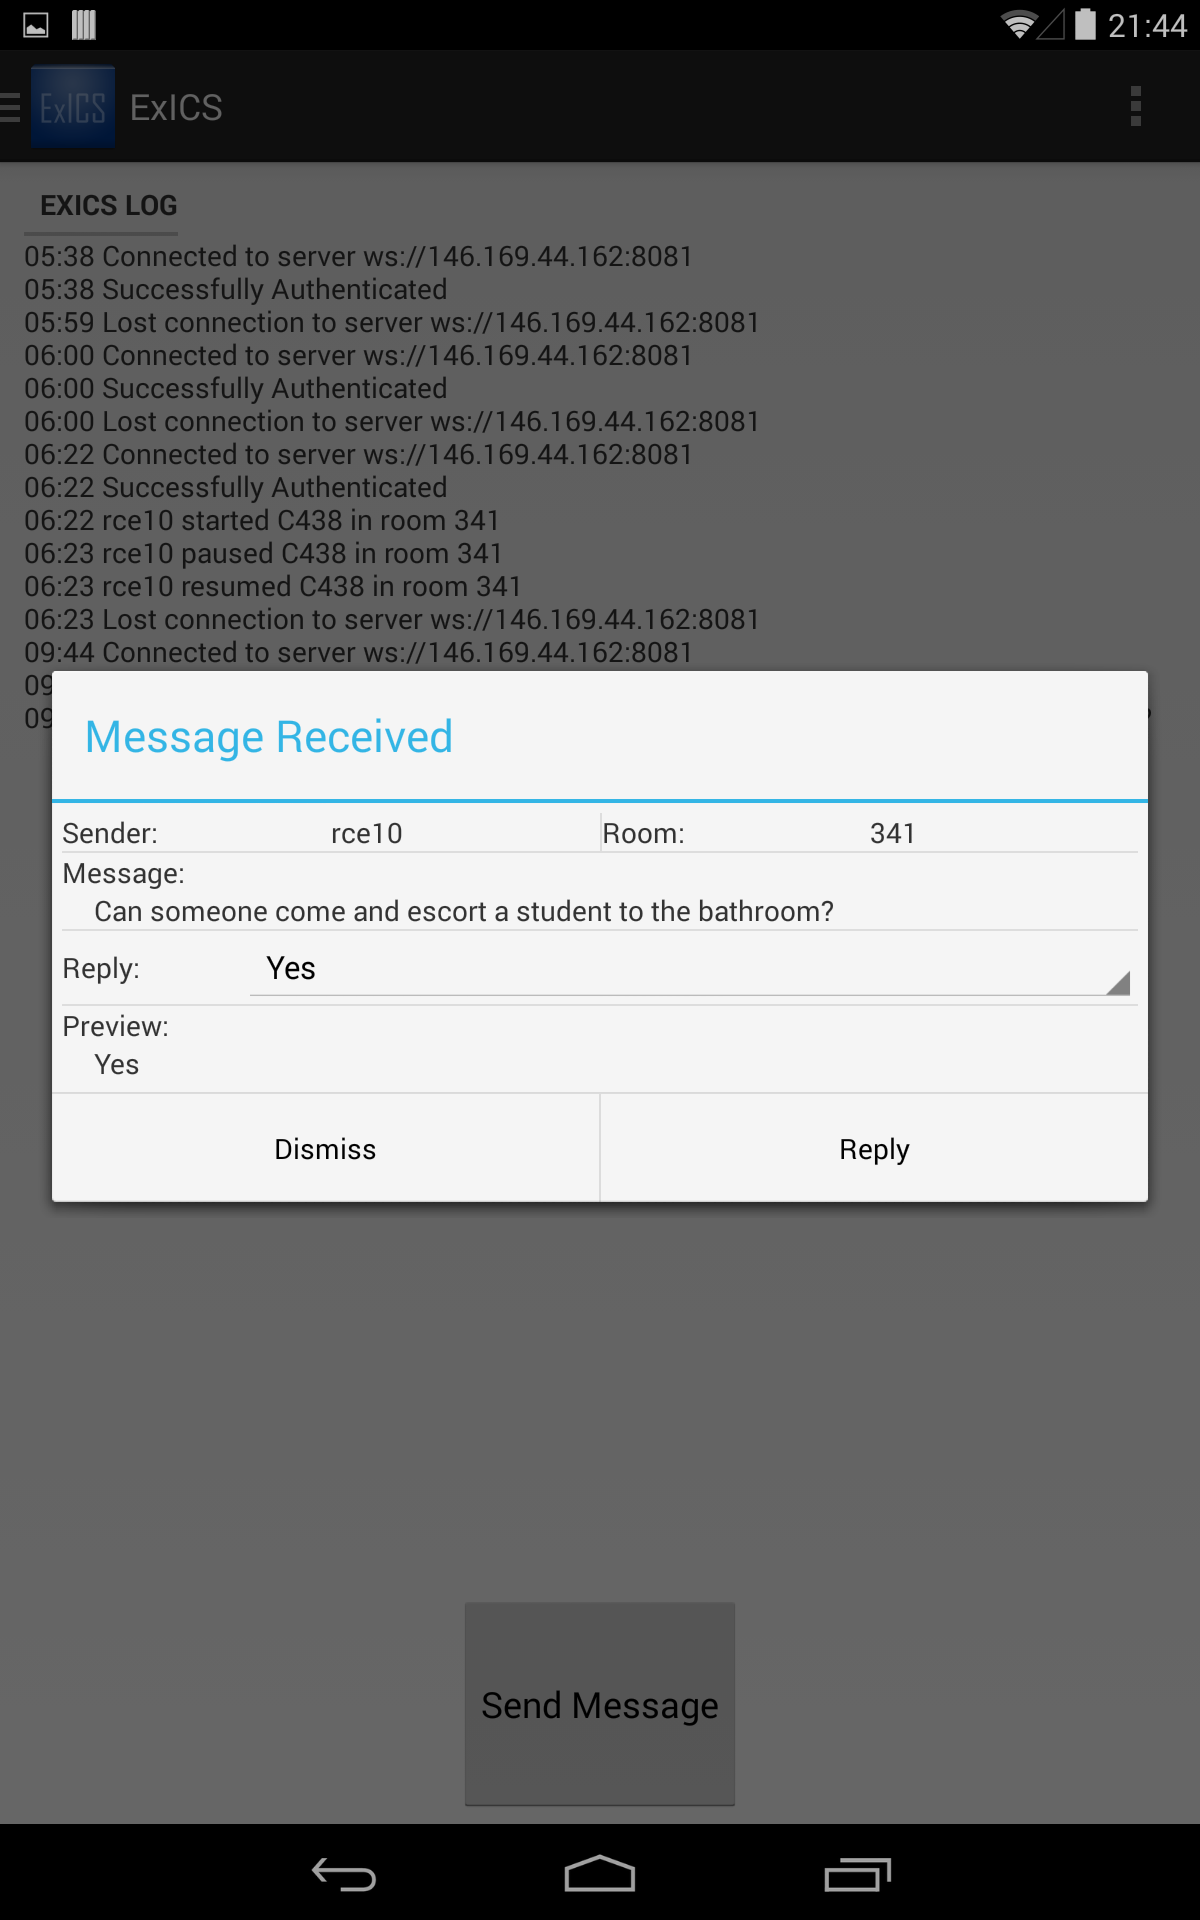 21:44
ExICS ExICS
EXICS LOG
05:38 Connected to server ws://146.169.44.162:8081
05:38 Successfully Authenticated
05:59 Lost connection to server ws://146.169.44.162:8081
06:00 Connected to server ws://146.169.44.162:8081
06:00 Successfully Authenticated
06:00 Lost connection to server ws://146.169.44.162:8081
06:22 Connected to server ws://146.169.44.162:8081
06:22 Successfully Authenticated
06:22 rce10 started C438 in room 341
06:23 rce10 paused C438 in room 341
06:23 rce10 resumed C438 in room 341
06:23 Lost connection to server ws://146.169.44.162:8081
09:44 Connected to server ws://146.169.44.162:8081
09
09
Message Received
Sender: rce10 Room: 341
Message:
Can someone come and escort a student to the bathroom?
Reply: Yes
Preview:
Yes
Dismiss Reply
Send Message